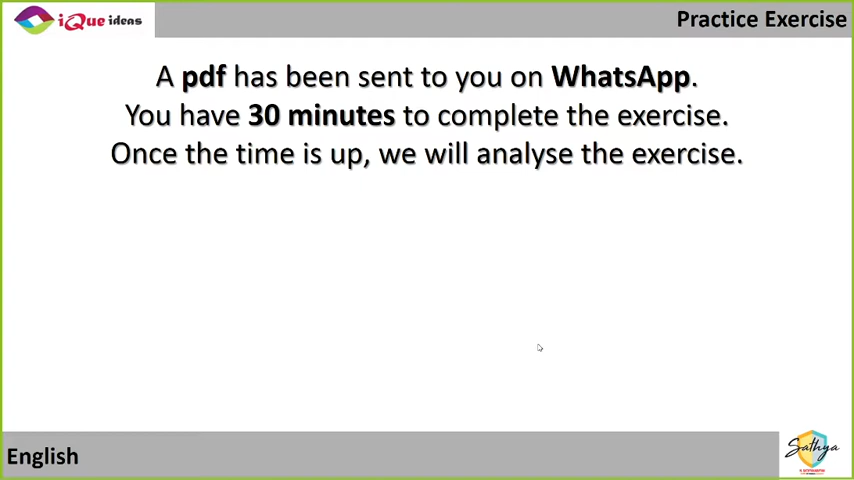 iQue ideas
Practice Exercise
A pdf has been sent to you on WhatsApp.
You have 30 minutes to complete the exercise.
Once the time is up, we will analyse the exercise.
English
Sathya